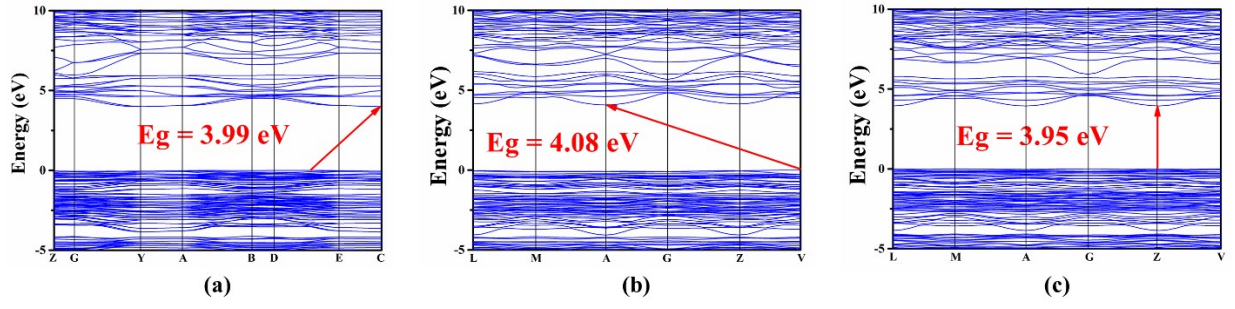 10
5
0
-5
Energy (eV)
Eg = 3.99 eV
Z G Y A B D E C
(a)
10
5
0
-5
Energy (eV)
Eg = 4.08 eV
L M A G Z V
(b)
10
5
0
-5
Energy (eV)
Eg = 3.95 eV
L M A G Z V
(c)